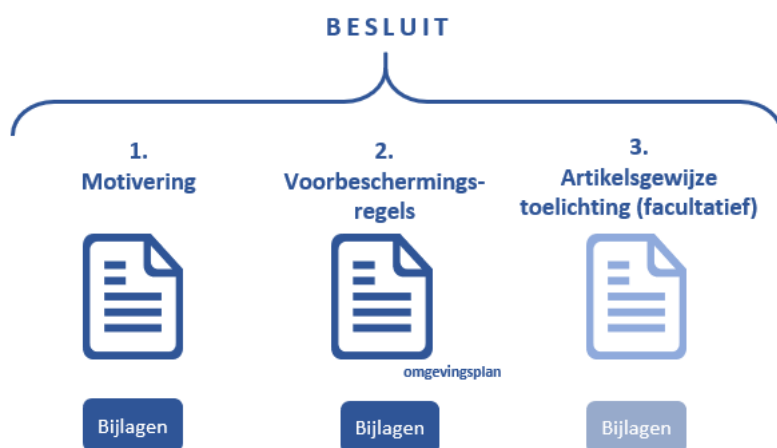 BESLUIT
1.
Motivering
2.
Voorbeschermings-
regels
3.
Artikelsgewijze
toelichting (facultatief)
omgevingsplan
Bijlagen
Bijlagen
Bijlagen